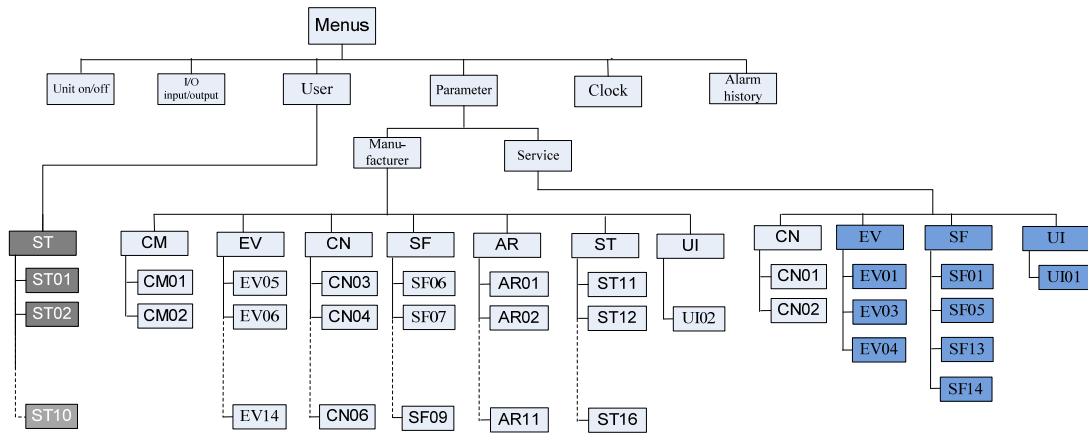 Menus
Unit on/off
I/O
input/output
User
Parameter
Clock
Alarm
history
Manu-
facturer
Service
ST
CM
EV
CN
SF
AR
ST
UI
CN
EV
SF
UI
ST01
CM01
EV05
CN03
SF06
AR01
ST11
CN01
EV01
SF01
UI01
ST02
CM02
EV06
CN04
SF07
AR02
ST12
UI02
CN02
EV03
SF05
EV04
SF13
SF14
ST10
EV14
CN06
SF09
AR11
ST16